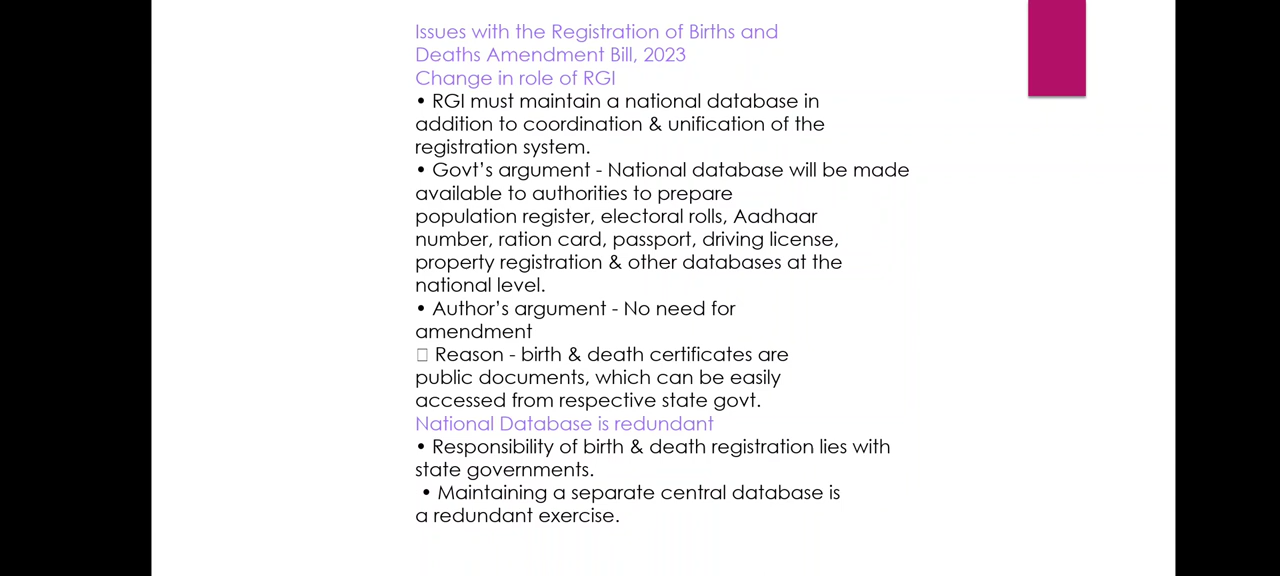 Issues with the Registration of Births and
Deaths Amendment Bill, 2023
Change in role of RGI
• RGI must maintain a national database in
addition to coordination & unification of the
registration system.
• Govt's argument - National database will be made
available to authorities to prepare
population register, electoral rolls, Aadhaar
number, ration card, passport, driving license,
property registration & other databases at the
national level.
• Author's argument - No need for
amendment
□ Reason - birth & death certificates are
public documents, which can be easily
accessed from respective state govt.
National Database is redundant
• Responsibility of birth & death registration lies with
state governments.
• Maintaining a separate central database is
a redundant exercise.